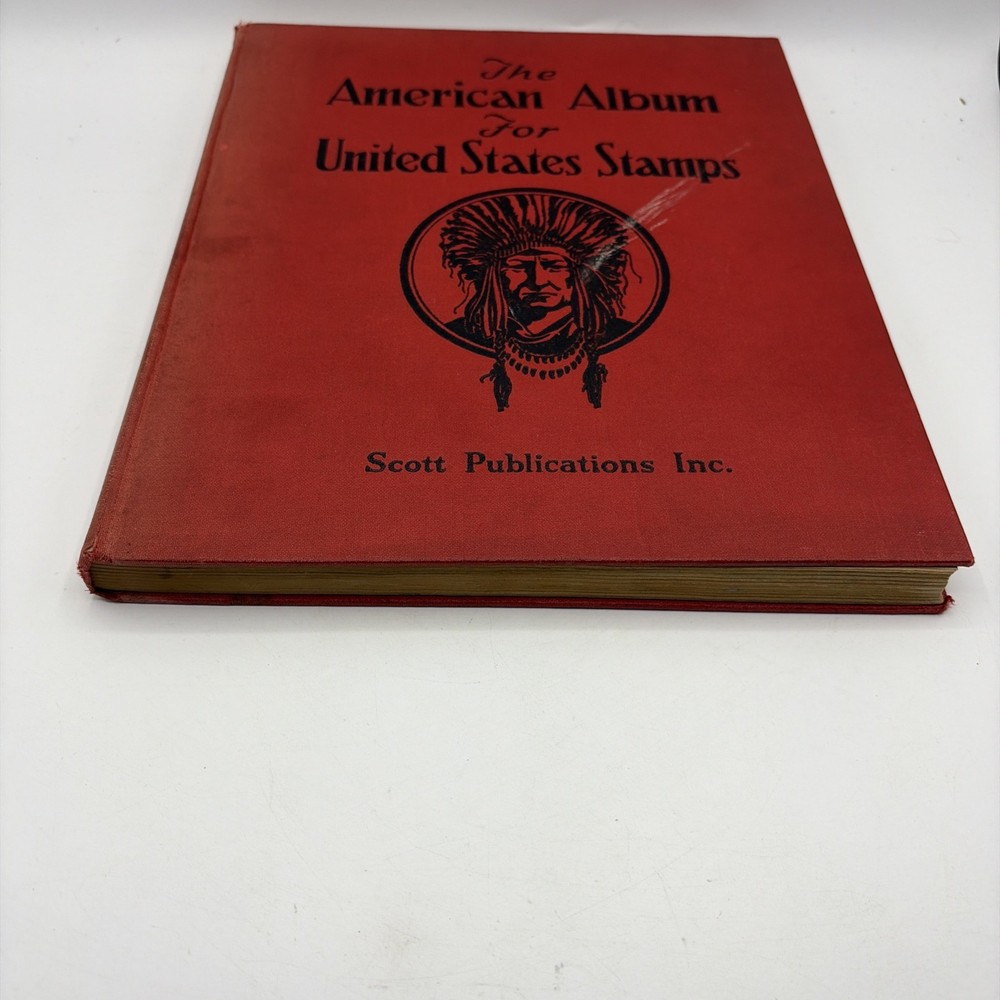 The
American Album
For
United States Stamps
Scott Publications Inc.